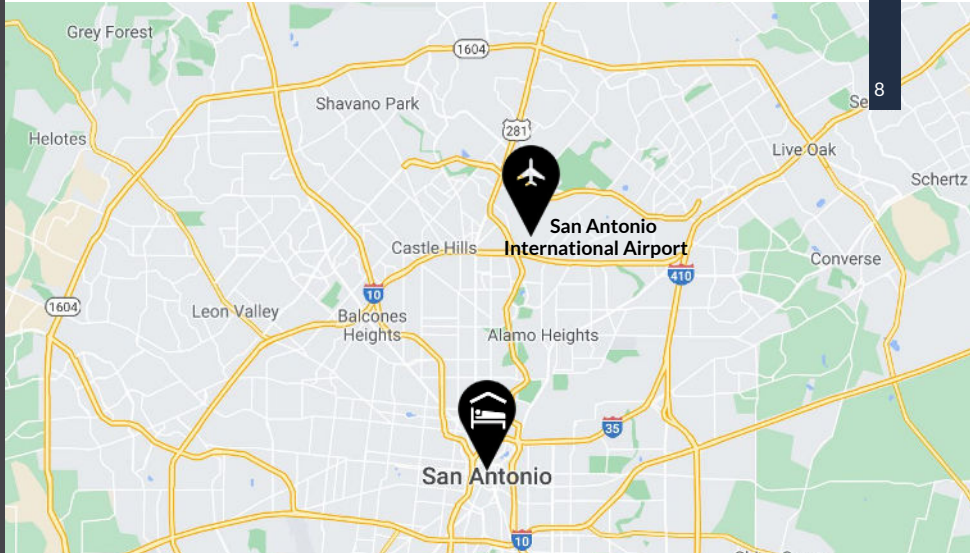 Grey Forest
1604
8
Shavano Park
Se
281
Helotes
Live Oak
Schertz
San Antonio
International Airport
Castle Hills
Converse
410
10
1604
Leon Valley
Balcones
Heights
Alamo Heights
35
San Antonio
10